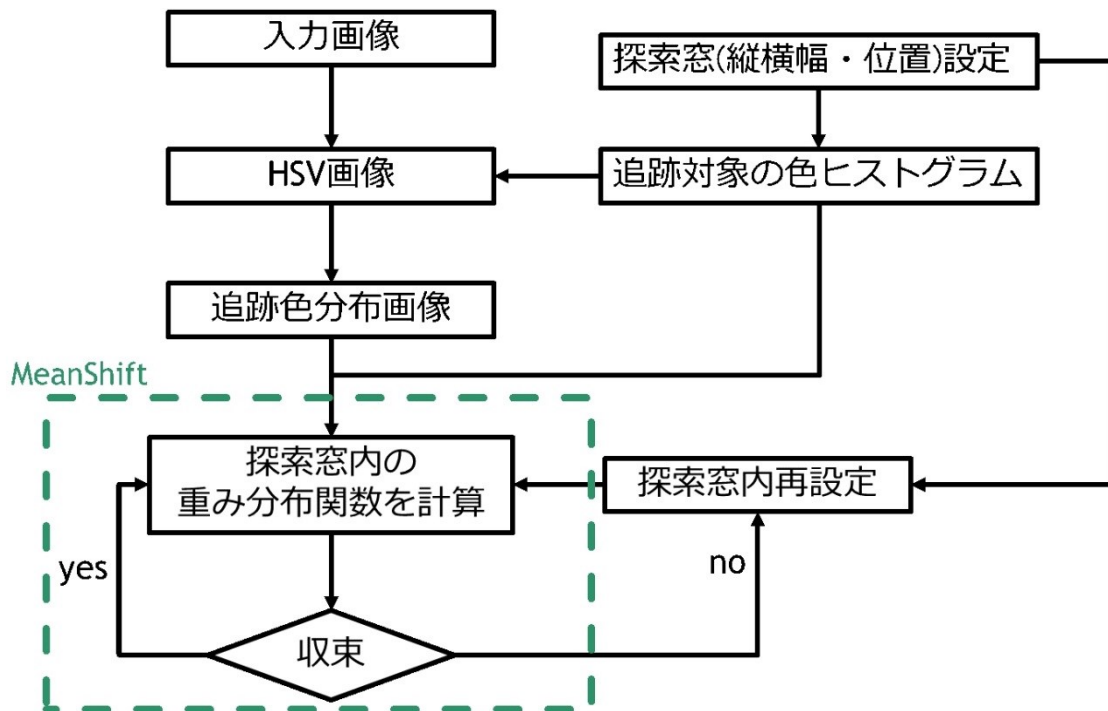 入力画像
探索窓(縦横幅・位置)設定
HSV画像
追跡対象の色ヒストグラム
追跡色分布画像
MeanShift
探索窓内の
重み分布関数を計算
探索窓内再設定
yes
no
収束